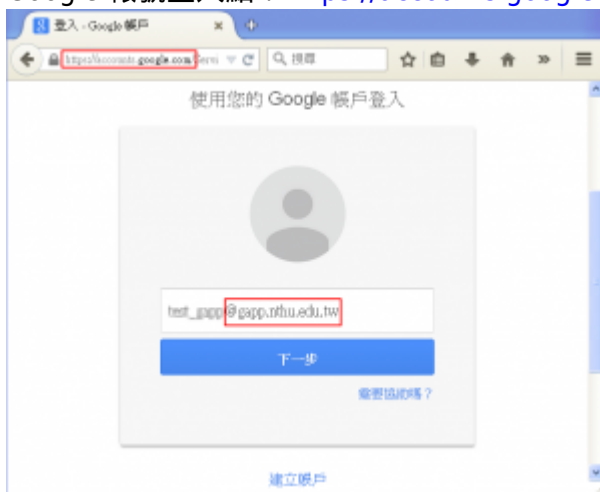 登入 - Google 帳戶
https://accounts.google.com/Servi
搜尋
使用您的 Google 帳戶登入
test_gapp@gapp.nthu.edu.tw
下一步
需要協助嗎？
建立帳戶